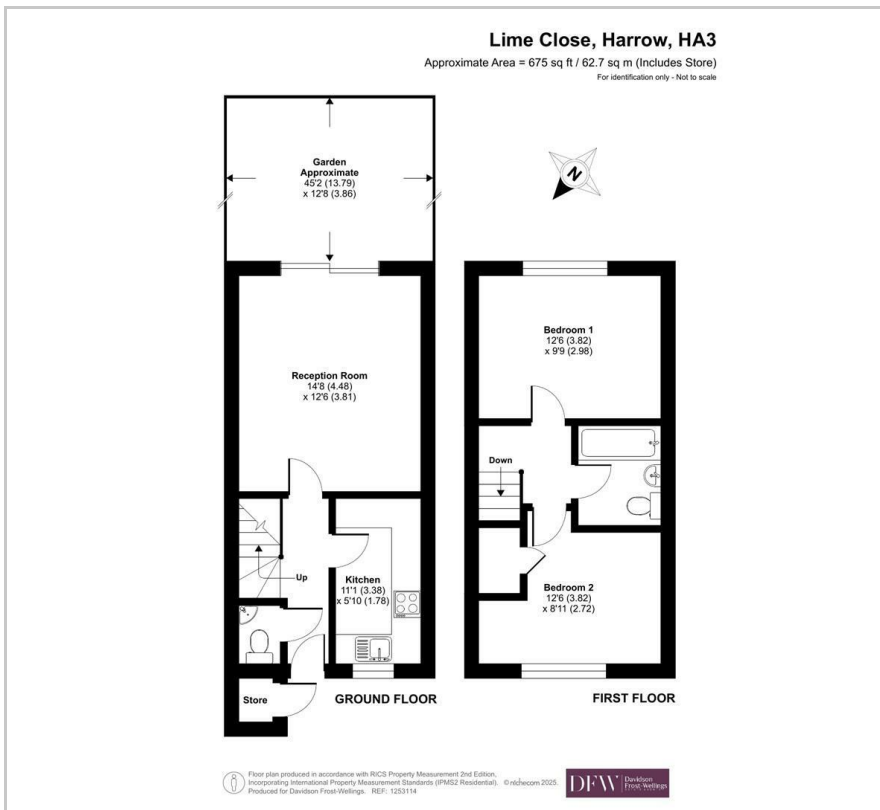 Lime Close, Harrow, HA3
Approximate Area = 675 sq ft / 62.7 sq m (Includes Store)
For identification only - Not to scale
Garden
Approximate
45'2 (13.79)
x 12'8 (3.86)
N
Reception Room
14'8 (4.48)
x 12'6 (3.81)
Up
Kitchen
11'1 (3.38)
x 5'10 (1.78)
Store
GROUND FLOOR
Bedroom 1
12'6 (3.82)
x 9'9 (2.98)
Down
Bedroom 2
12'6 (3.82)
x 8'11 (2.72)
FIRST FLOOR
Floor plan produced in accordance with RICS Property Measurement 2nd Edition,
Incorporating International Property Measurement Standards (IPMS2 Residential). © nichecom 2025.
Produced for Davidson Frost-Wellings. REF: 1253114
DFW
Davidson
Frost-Wellings